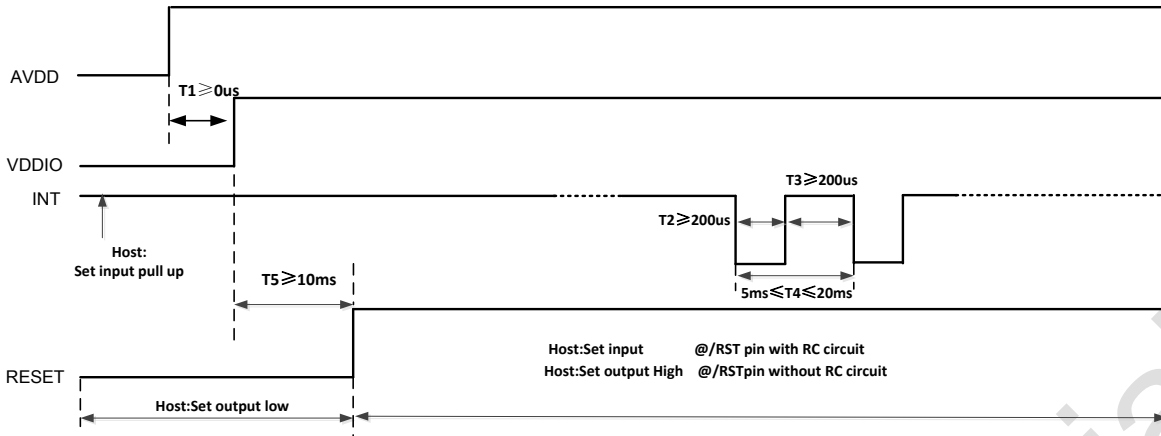 AVDD
T1≥0us
VDDIO
INT
T3≥200us
T2≥200us
Host:
Set input pull up
T5≥10ms
5ms≤T4≤20ms
Host:Set input @/RST pin with RC circuit
Host:Set output High @/RSTpin without RC circuit
RESET
Host:Set output low